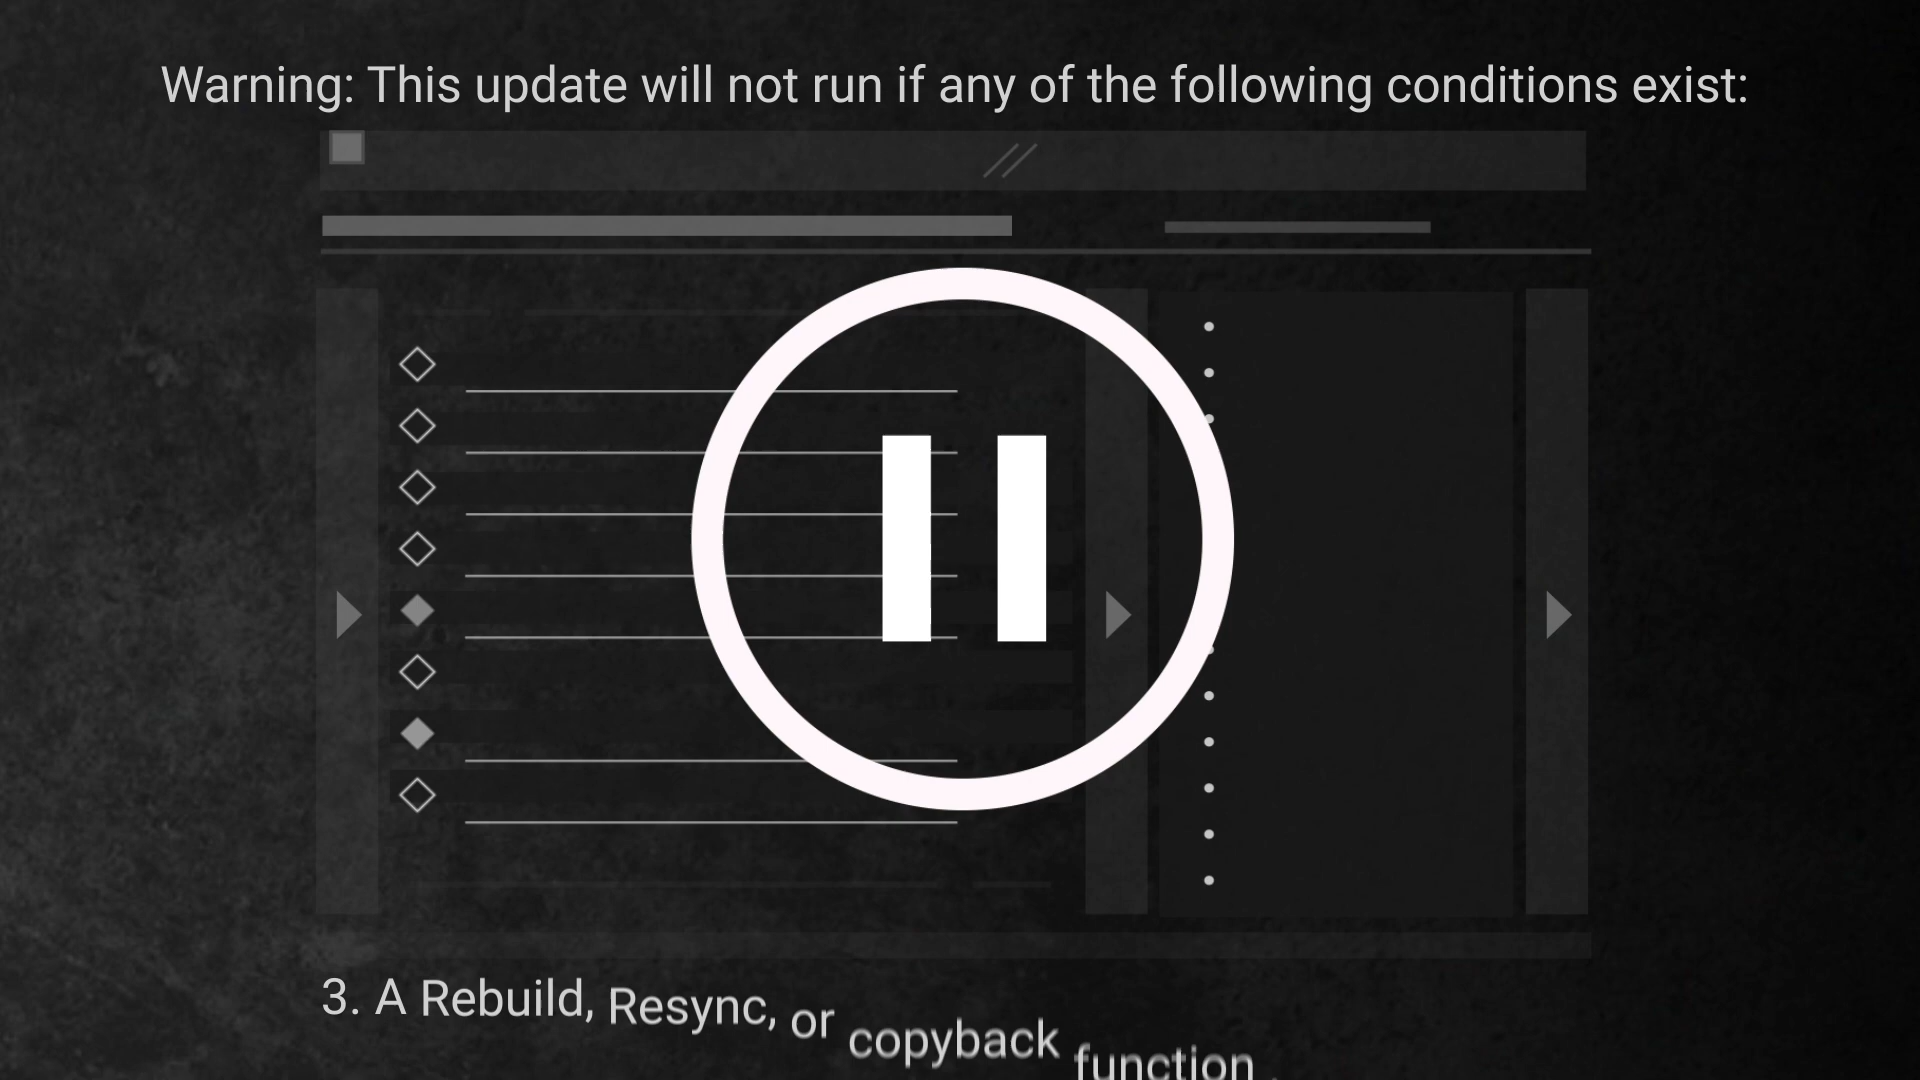 Warning: This update will not run if any of the following conditions exist:
3. A Rebuild, Resync, or copyback function